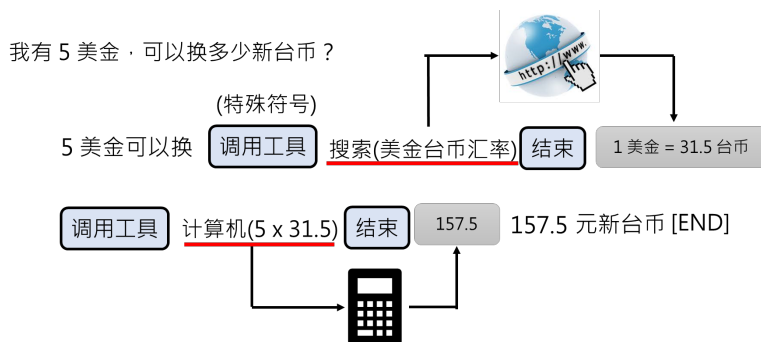 我有 5 美金，可以换多少新台币？
http://www.
(特殊符号)
5 美金可以换 调用工具 搜索(美金台币汇率) 结束 1 美金 = 31.5 台币
调用工具 计算机(5 x 31.5) 结束 157.5 157.5 元新台币 [END]